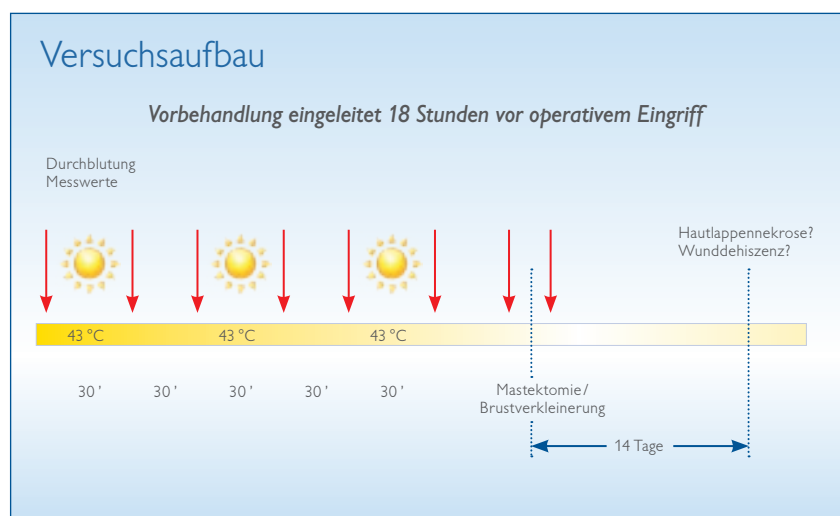 Versuchsaufbau
Vorbehandlung eingeleitet 18 Stunden vor operativem Eingriff
Durchblutung
Messwerte
Hautlappennekrose?
Wunddehiszenz?
43 °C
43 °C
43 °C
30 '
30 '
30 '
30 '
30 '
Mastektomie/
Brustverkleinerung
14 Tage